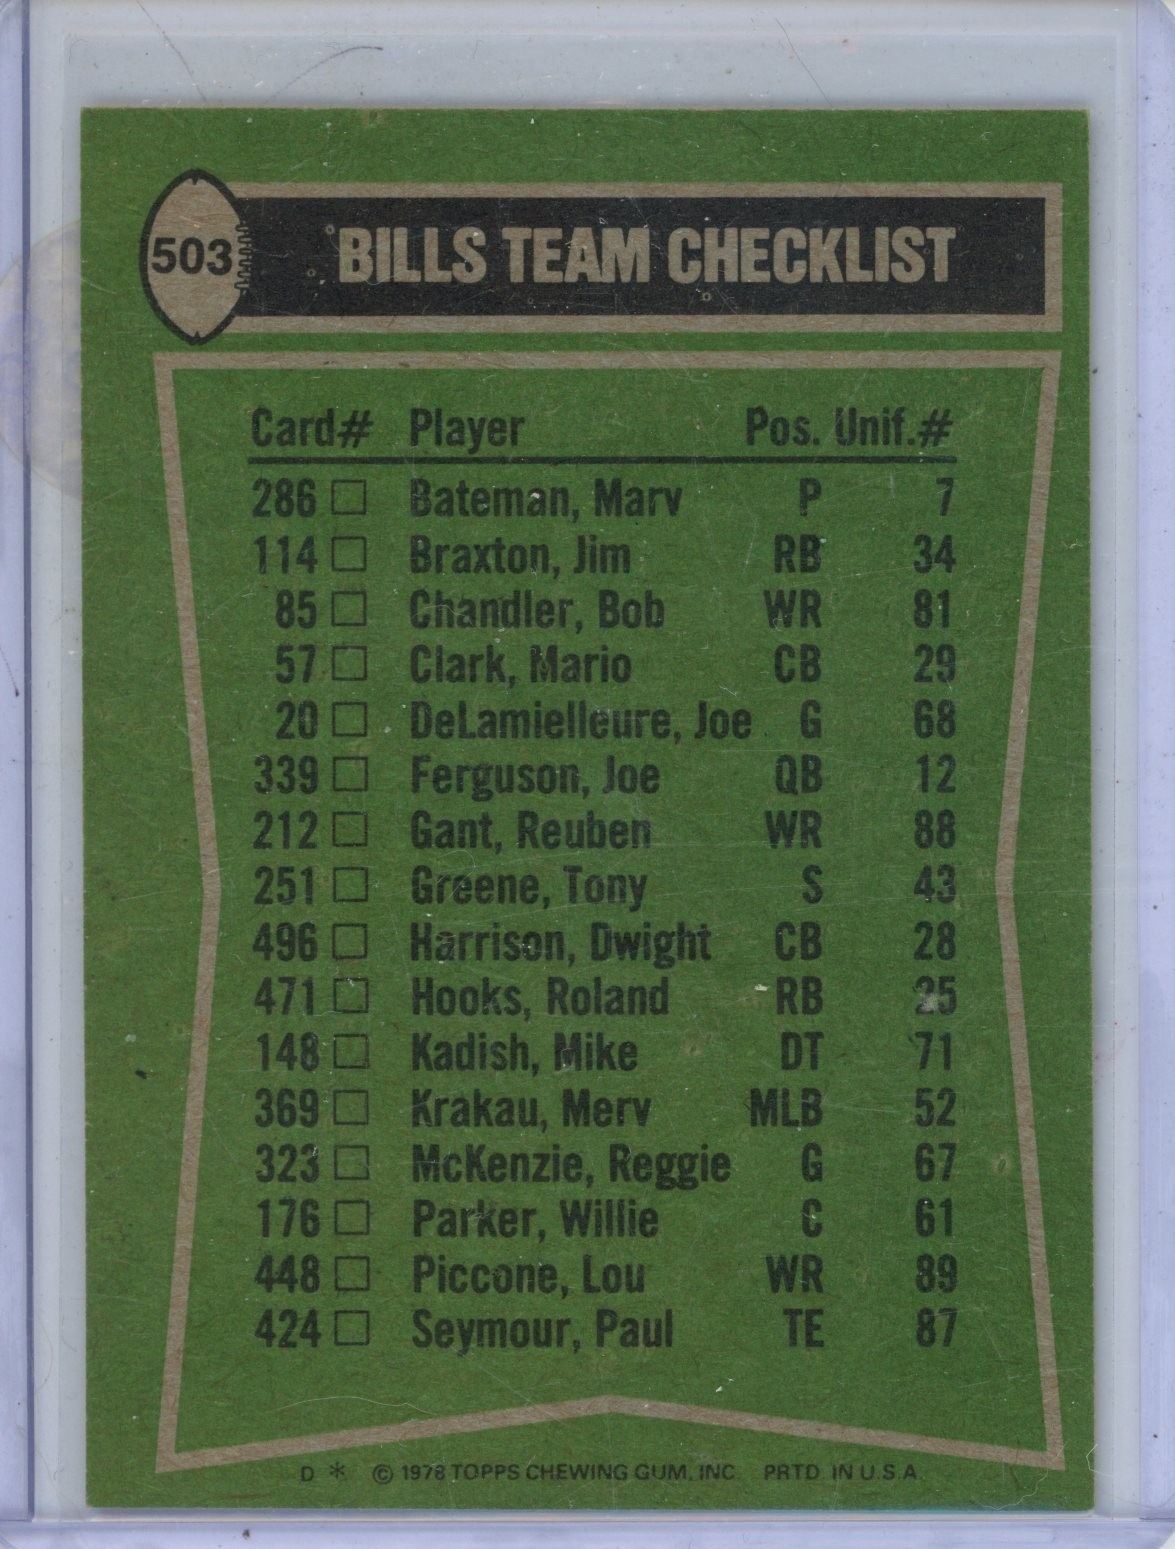 503 BILLS TEAM CHECKLIST
Card# Player Pos. Unif.#
286 Bateman, Marv P 7
114 Braxton, Jim RB 34
85 Chandler, Bob WR 81
57 Clark, Mario CB 29
20 DeLamielleure, Joe G 68
339 Ferguson, Joe QB 12
212 Gant, Reuben WR 88
251 Greene, Tony S 43
496 Harrison, Dwight CB 28
471 Hooks, Roland RB 25
148 Kadish, Mike DT 71
369 Krakau, Merv MLB 52
323 McKenzie, Reggie G 67
176 Parker, Willie C 61
448 Piccone, Lou WR 89
424 Seymour, Paul TE 87
D * © 1978 TOPPS CHEWING GUM, INC. PRTD. IN U.S.A.